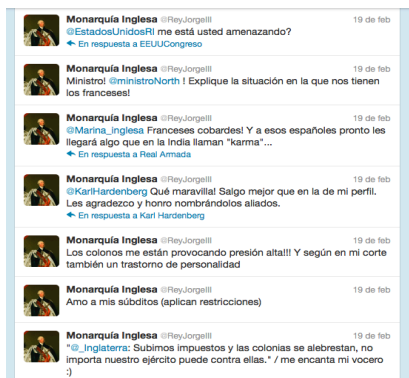 Monarquía Inglesa @ReyJorgeIII 19 de feb
@EstadosUnidosRI me está usted amenazando?
En respuesta a EEUUCongreso
Monarquía Inglesa @ReyJorgeIII 19 de feb
Ministro! @ministroNorth ! Explique la situación en la que nos tienen
los franceses!
Monarquía Inglesa @ReyJorgeIII 19 de feb
@Marina_inglesa Franceses cobardes! Y a esos españoles pronto les
llegará algo que en la India llaman "karma"...
En respuesta a Real Armada
Monarquía Inglesa @ReyJorgeIII 19 de feb
@KarlHardenberg Qué maravilla! Salgo mejor que en la de mi perfil.
Les agradezco y honro nombrándolos aliados.
En respuesta a Karl Hardenberg
Monarquía Inglesa @ReyJorgeIII 19 de feb
Los colonos me están provocando presión alta!!! Y según en mi corte
también un trastorno de personalidad
Monarquía Inglesa @ReyJorgeIII 19 de feb
Amo a mis súbditos (aplican restricciones)
Monarquía Inglesa @ReyJorgeIII 19 de feb
"@_Inglaterra: Subimos impuestos y las colonias se alebrestan, no
importa nuestro ejército puede contra ellas." / me encanta mi vocero
:)